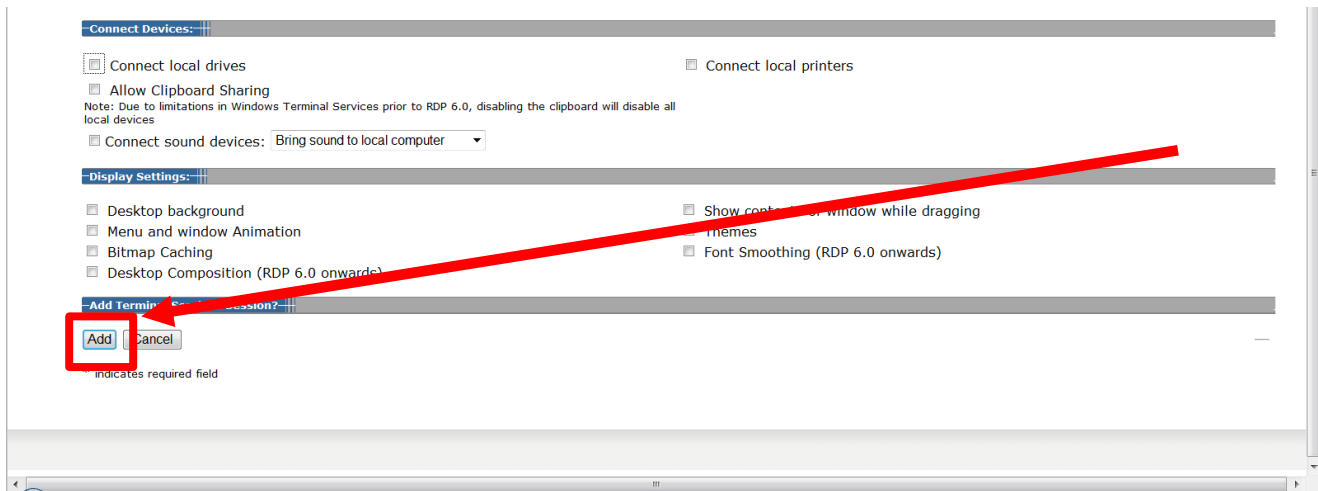 Connect Devices:
Connect local drives
Connect local printers
Allow Clipboard Sharing
Note: Due to limitations in Windows Terminal Services prior to RDP 6.0, disabling the clipboard will disable all
local devices
Connect sound devices: Bring sound to local computer
Display Settings:
Desktop background
Show window while dragging
Menu and window Animation
Themes
Bitmap Caching
Font Smoothing (RDP 6.0 onwards)
Desktop Composition (RDP 6.0 onwards)
Add Terminal Session?
Add Cancel
* indicates required field